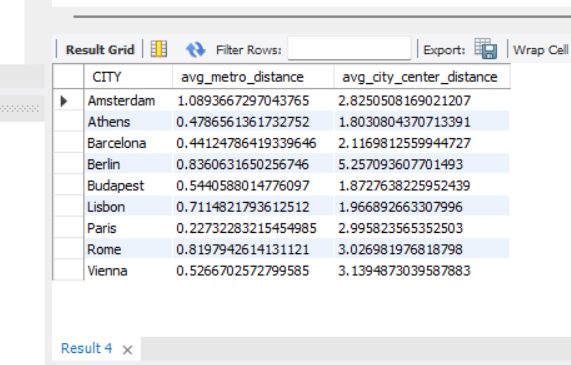 Result Grid Filter Rows: Export: Wrap Cell
CITY avg_metro_distance avg_city_center_distance
Amsterdam 1.0893667297043765 2.8250508169021207
Athens 0.4786561361732752 1.8030804370713391
Barcelona 0.44124786419339646 2.1169812559944727
Berlin 0.8360631650256746 5.257093607701493
Budapest 0.5440588014776097 1.8727638225952439
Lisbon 0.7114821793612512 1.966892663307996
Paris 0.22732283215454985 2.995823565352503
Rome 0.8197942614131121 3.026981976818798
Vienna 0.5266702572799585 3.1394873039587883
Result 4